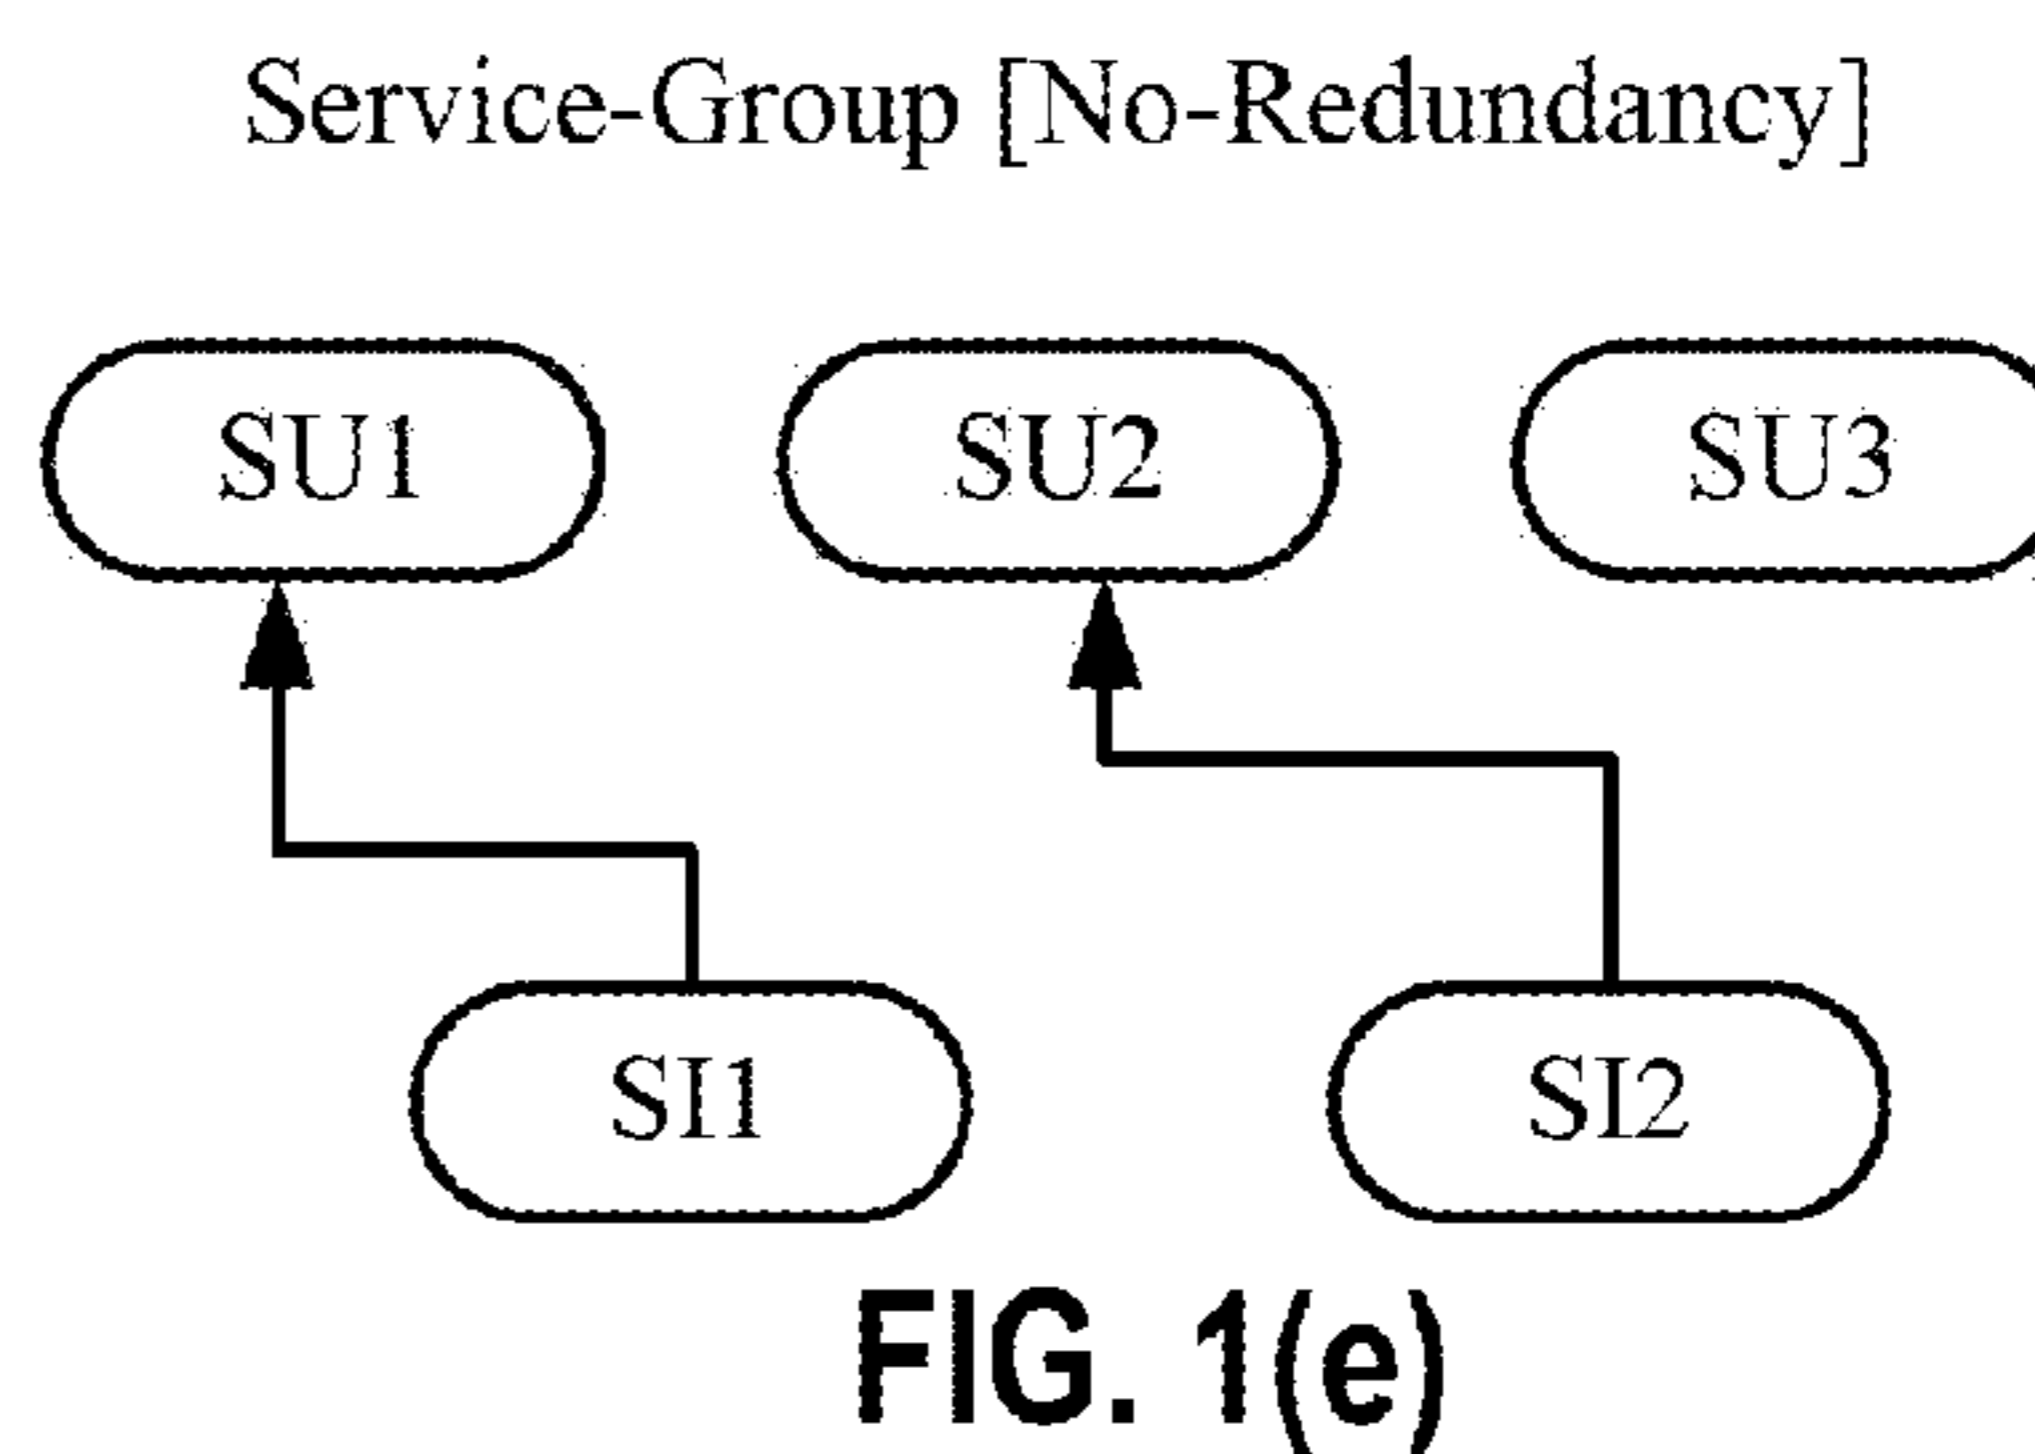 Service-Group [No-Redundancy]
SU1 SU2 SU3
SI1 SI2
FIG. 1(e)